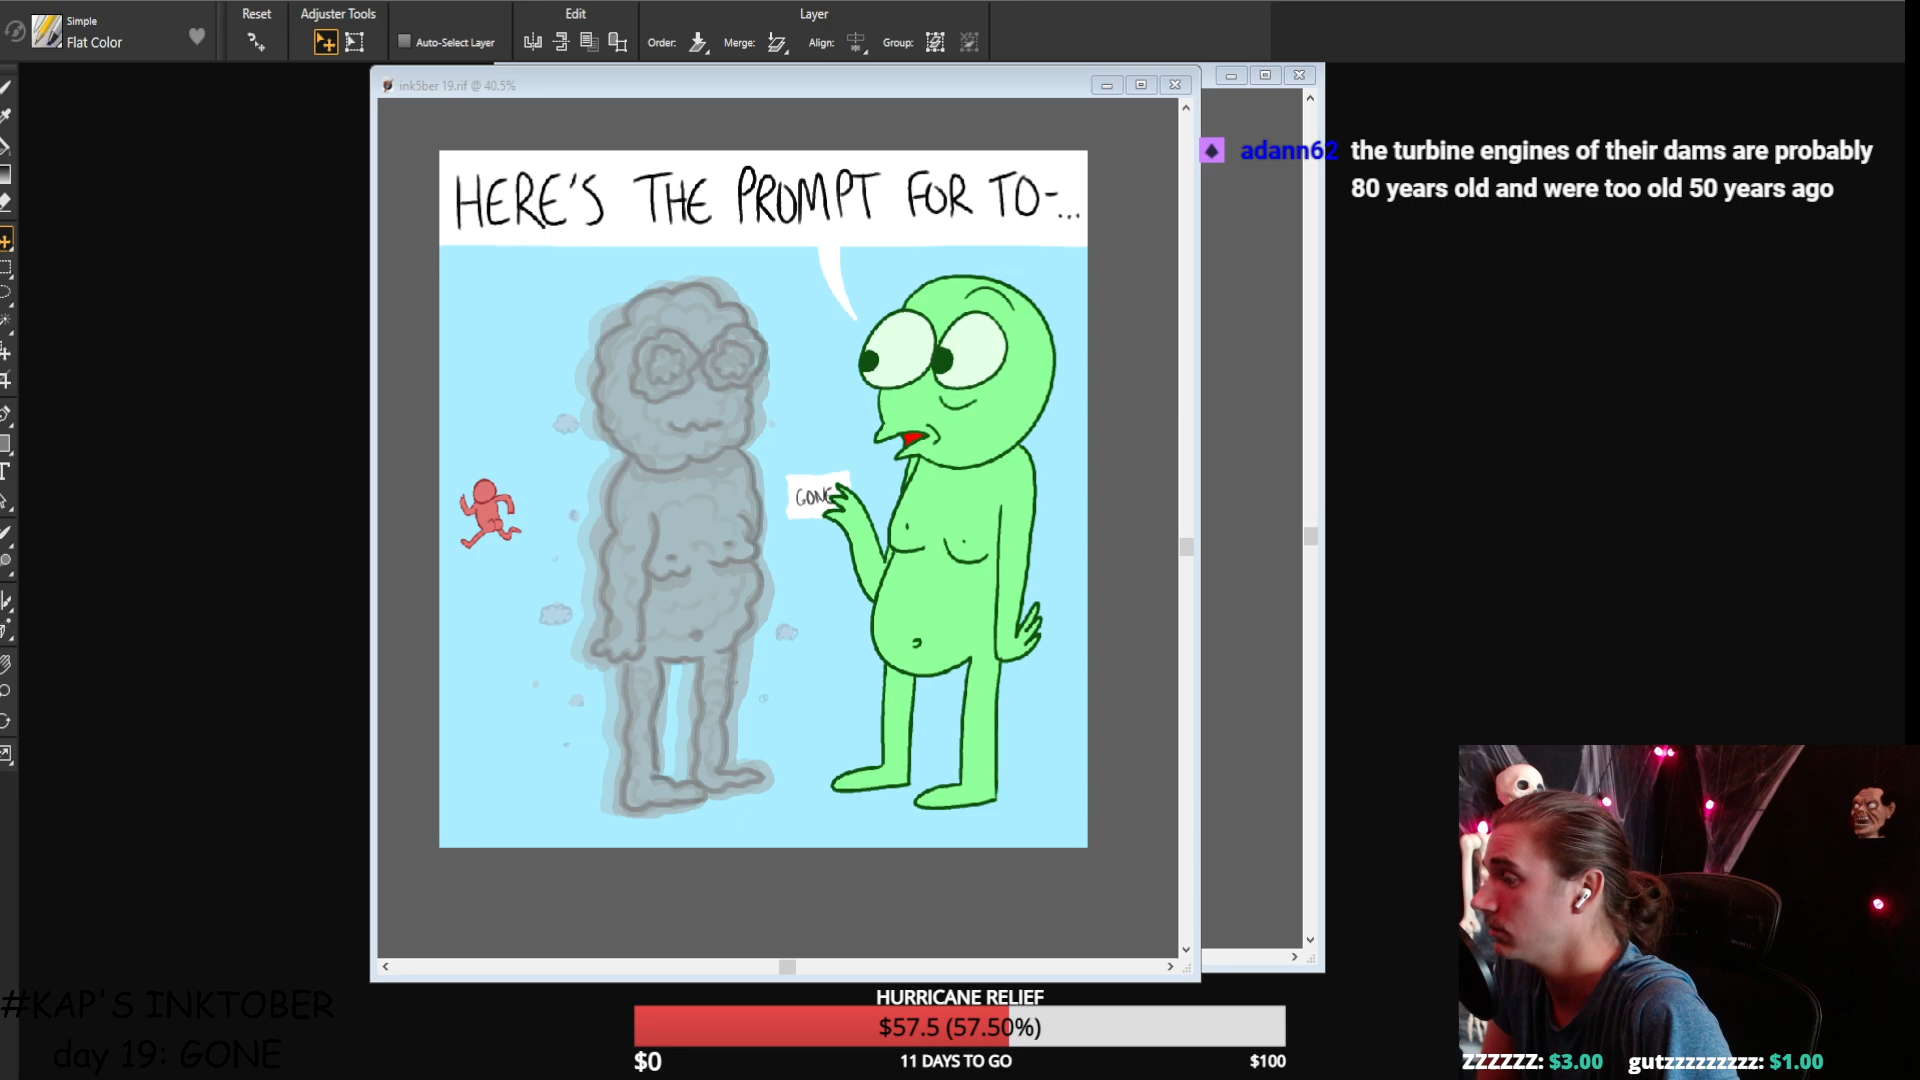 Simple
Flat Color
Reset
Adjuster Tools
Auto-Select Layer
Edit
Layer
Order:
Merge:
Align:
Group:
ink5ber 19.rif @ 40.5%
HERE'S THE PROMPT FOR TO-...
GONE
adann62 the turbine engines of their dams are probably
80 years old and were too old 50 years ago
#KAP'S INKTOBER
day 19: GONE
HURRICANE RELIEF
$57.5 (57.50%)
$0
11 DAYS TO GO
$100
ZZZZZZ: $3.00 gutzzzzzzzzz: $1.00